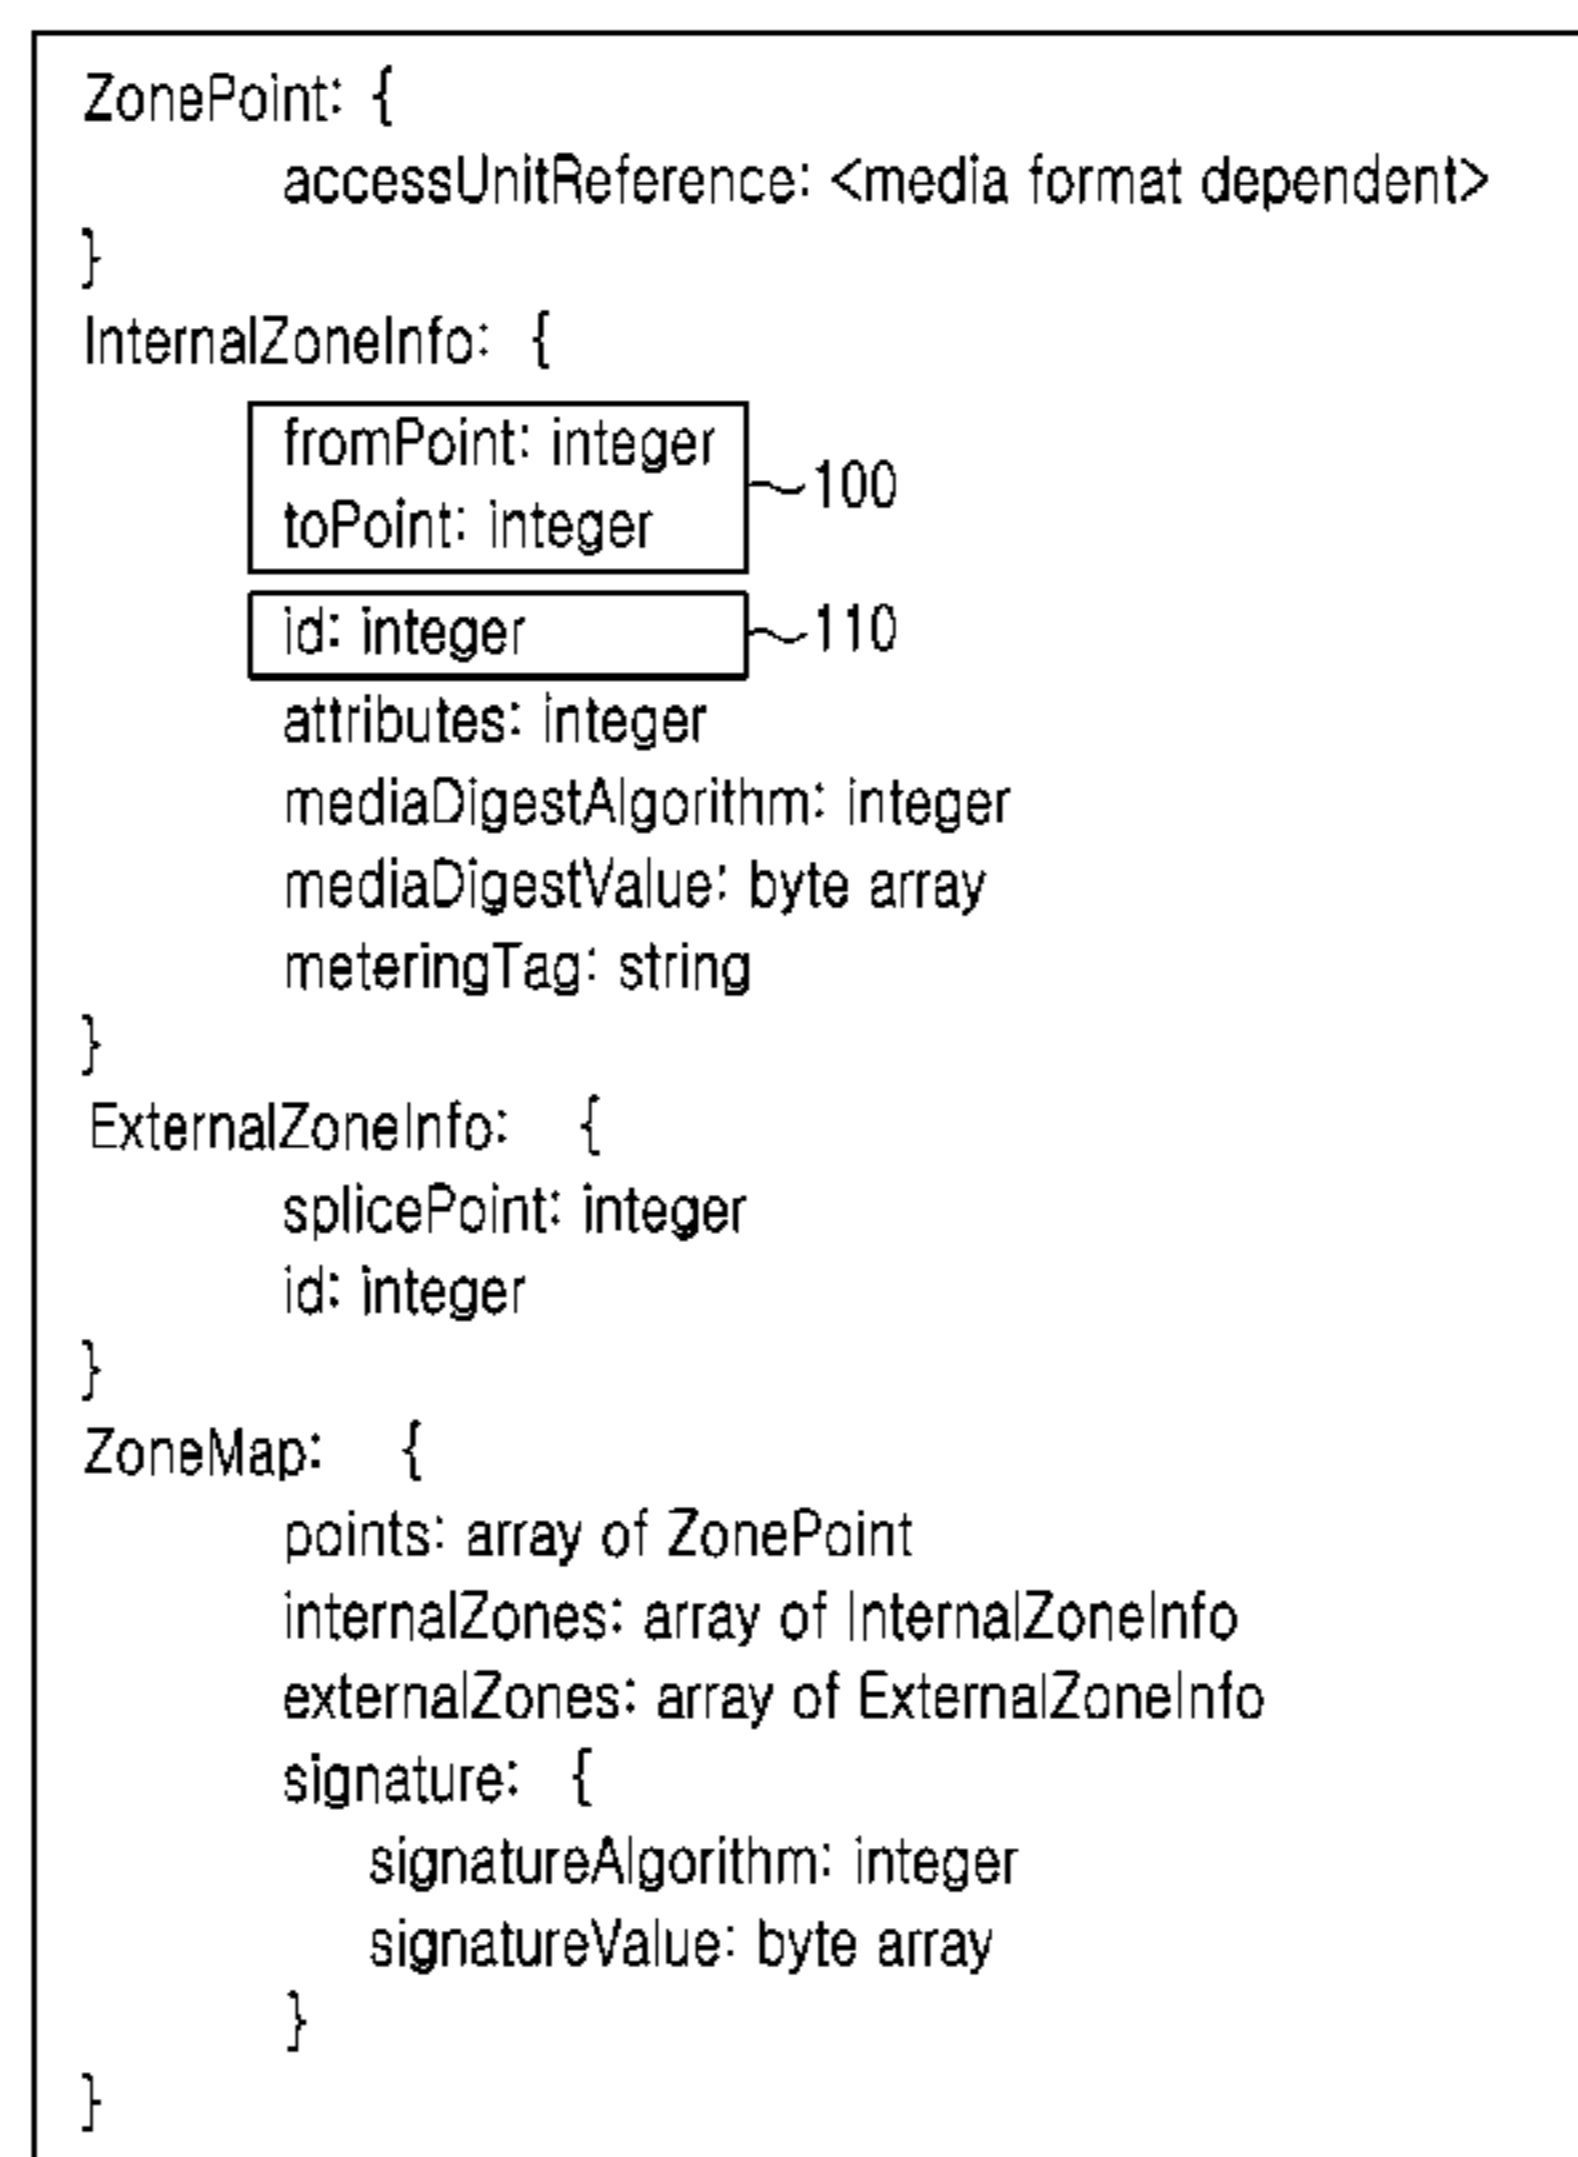 ZonePoint: {
accessUnitReference: <media format dependent>
}
InternalZoneInfo: {
fromPoint: integer
toPoint: integer
100
id: integer
110
attributes: integer
mediaDigestAlgorithm: integer
mediaDigestValue: byte array
meteringTag: string
}
ExternalZoneInfo: {
splicePoint: integer
id: integer
}
ZoneMap: {
points: array of ZonePoint
internalZones: array of InternalZoneInfo
externalZones: array of ExternalZoneInfo
signature: {
signatureAlgorithm: integer
signatureValue: byte array
}
}